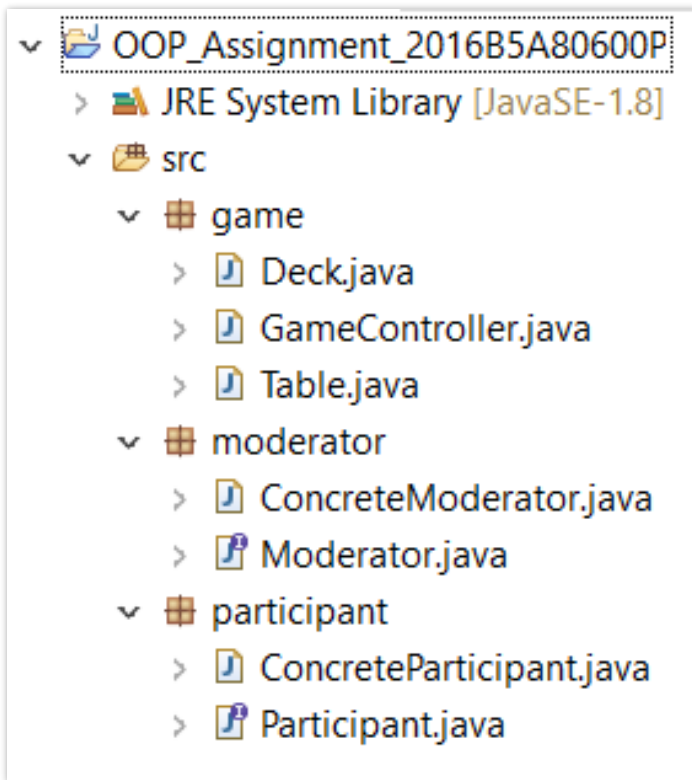 OOP_Assignment_2016B5A80600P
JRE System Library [JavaSE-1.8]
src
game
Deck.java
GameController.java
Table.java
moderator
ConcreteModerator.java
Moderator.java
participant
ConcreteParticipant.java
Participant.java